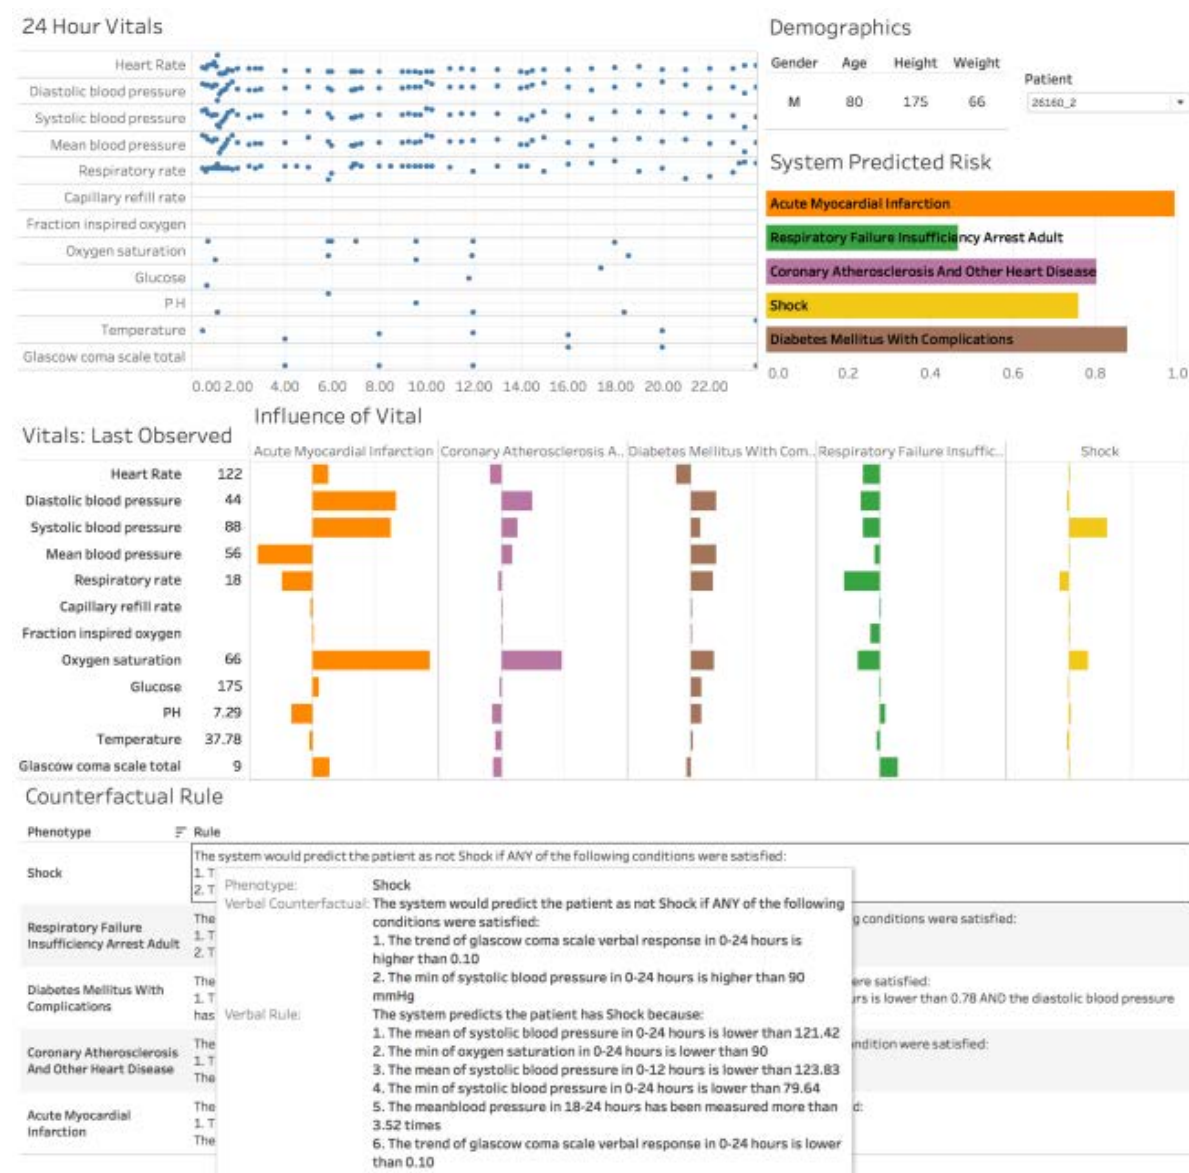 24 Hour Vitals
Heart Rate
Diastolic blood pressure
Systolic blood pressure
Mean blood pressure
Respiratory rate
Capillary refill rate
Fraction inspired oxygen
Oxygen saturation
Glucose
PH
Temperature
Glascow coma scale total
0.00 2.00 4.00 6.00 8.00 10.00 12.00 14.00 16.00 18.00 20.00 22.00
Demographics
Gender Age Height Weight
M 80 175 66
Patient
26160_2
System Predicted Risk
Acute Myocardial Infarction
Respiratory Failure Insufficiency Arrest Adult
Coronary Atherosclerosis And Other Heart Disease
Shock
Diabetes Mellitus With Complications
0.0 0.2 0.4 0.6 0.8 1.0
Vitals: Last Observed
Influence of Vital
Acute Myocardial Infarction Coronary Atherosclerosis A.. Diabetes Mellitus With Com.. Respiratory Failure Insuffic.. Shock
Heart Rate 122
Diastolic blood pressure 44
Systolic blood pressure 88
Mean blood pressure 56
Respiratory rate 18
Capillary refill rate
Fraction inspired oxygen
Oxygen saturation 66
Glucose 175
PH 7.29
Temperature 37.78
Glascow coma scale total 9
Counterfactual Rule
Phenotype Rule
Shock
The system would predict the patient as not Shock if ANY of the following conditions were satisfied:
1. T
2. T
Respiratory Failure
Insufficiency Arrest Adult
The
1. T
2. T
g conditions were satisfied:
Diabetes Mellitus With
Complications
The
1. T
has
ere satisfied:
urs is lower than 0.78 AND the diastolic blood pressure
Coronary Atherosclerosis
And Other Heart Disease
The
1. T
The
ndition were satisfied:
Acute Myocardial
Infarction
The
1. T
The
d:
Phenotype: Shock
Verbal Counterfactual: The system would predict the patient as not Shock if ANY of the following
conditions were satisfied:
1. The trend of glascow coma scale verbal response in 0-24 hours is
higher than 0.10
2. The min of systolic blood pressure in 0-24 hours is higher than 90
mmHg
Verbal Rule: The system predicts the patient has Shock because:
1. The mean of systolic blood pressure in 0-24 hours is lower than 121.42
2. The min of oxygen saturation in 0-24 hours is lower than 90
3. The mean of systolic blood pressure in 0-12 hours is lower than 123.83
4. The min of systolic blood pressure in 0-24 hours is lower than 79.64
5. The meanblood pressure in 18-24 hours has been measured more than
3.52 times
6. The trend of glascow coma scale verbal response in 0-24 hours is lower
than 0.10